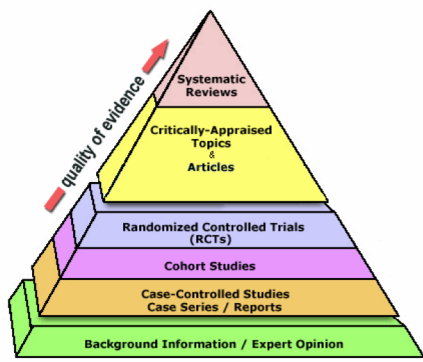 quality of evidence
Systematic
Reviews
Critically-Appraised
Topics
&
Articles
Randomized Controlled Trials
(RCTs)
Cohort Studies
Case-Controlled Studies
Case Series / Reports
Background Information / Expert Opinion